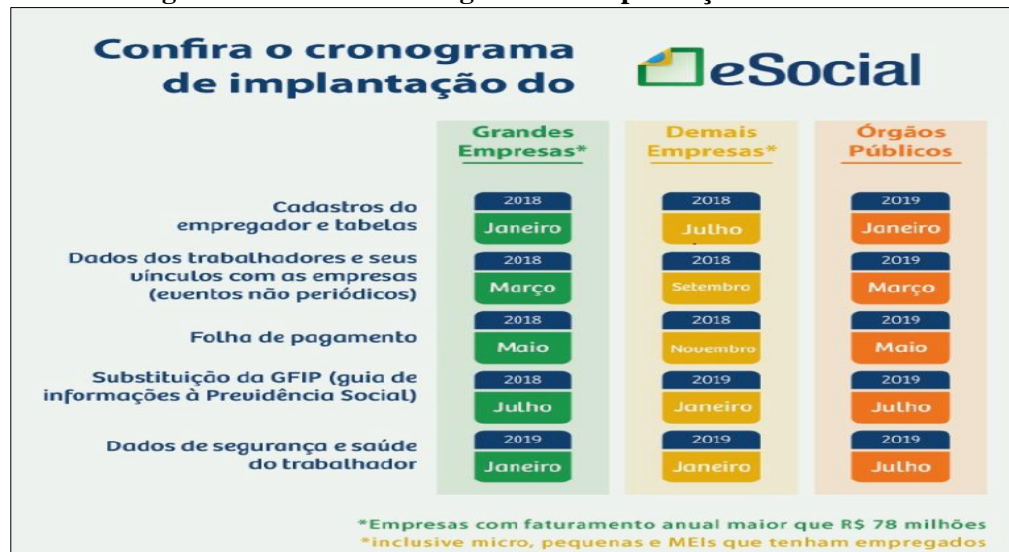 Confira o cronograma
de implantação do
eSocial
Grandes
Empresas*
Demais
Empresas*
Órgãos
Públicos
Cadastros do
empregador e tabelas
2018
Janeiro
2018
Julho
2019
Janeiro
Dados dos trabalhadores e seus
vínculos com as empresas
(eventos não periódicos)
2018
Março
2018
Setembro
2019
Março
Folha de pagamento
2018
Maio
2018
Novembro
2019
Maio
Substituição da GFIP (guia de
informações à Previdência Social)
2018
Julho
2019
Janeiro
2019
Julho
Dados de segurança e saúde
do trabalhador
2019
Janeiro
2019
Janeiro
2019
Julho
*Empresas com faturamento anual maior que R$ 78 milhões
*inclusive micro, pequenas e MEIs que tenham empregados